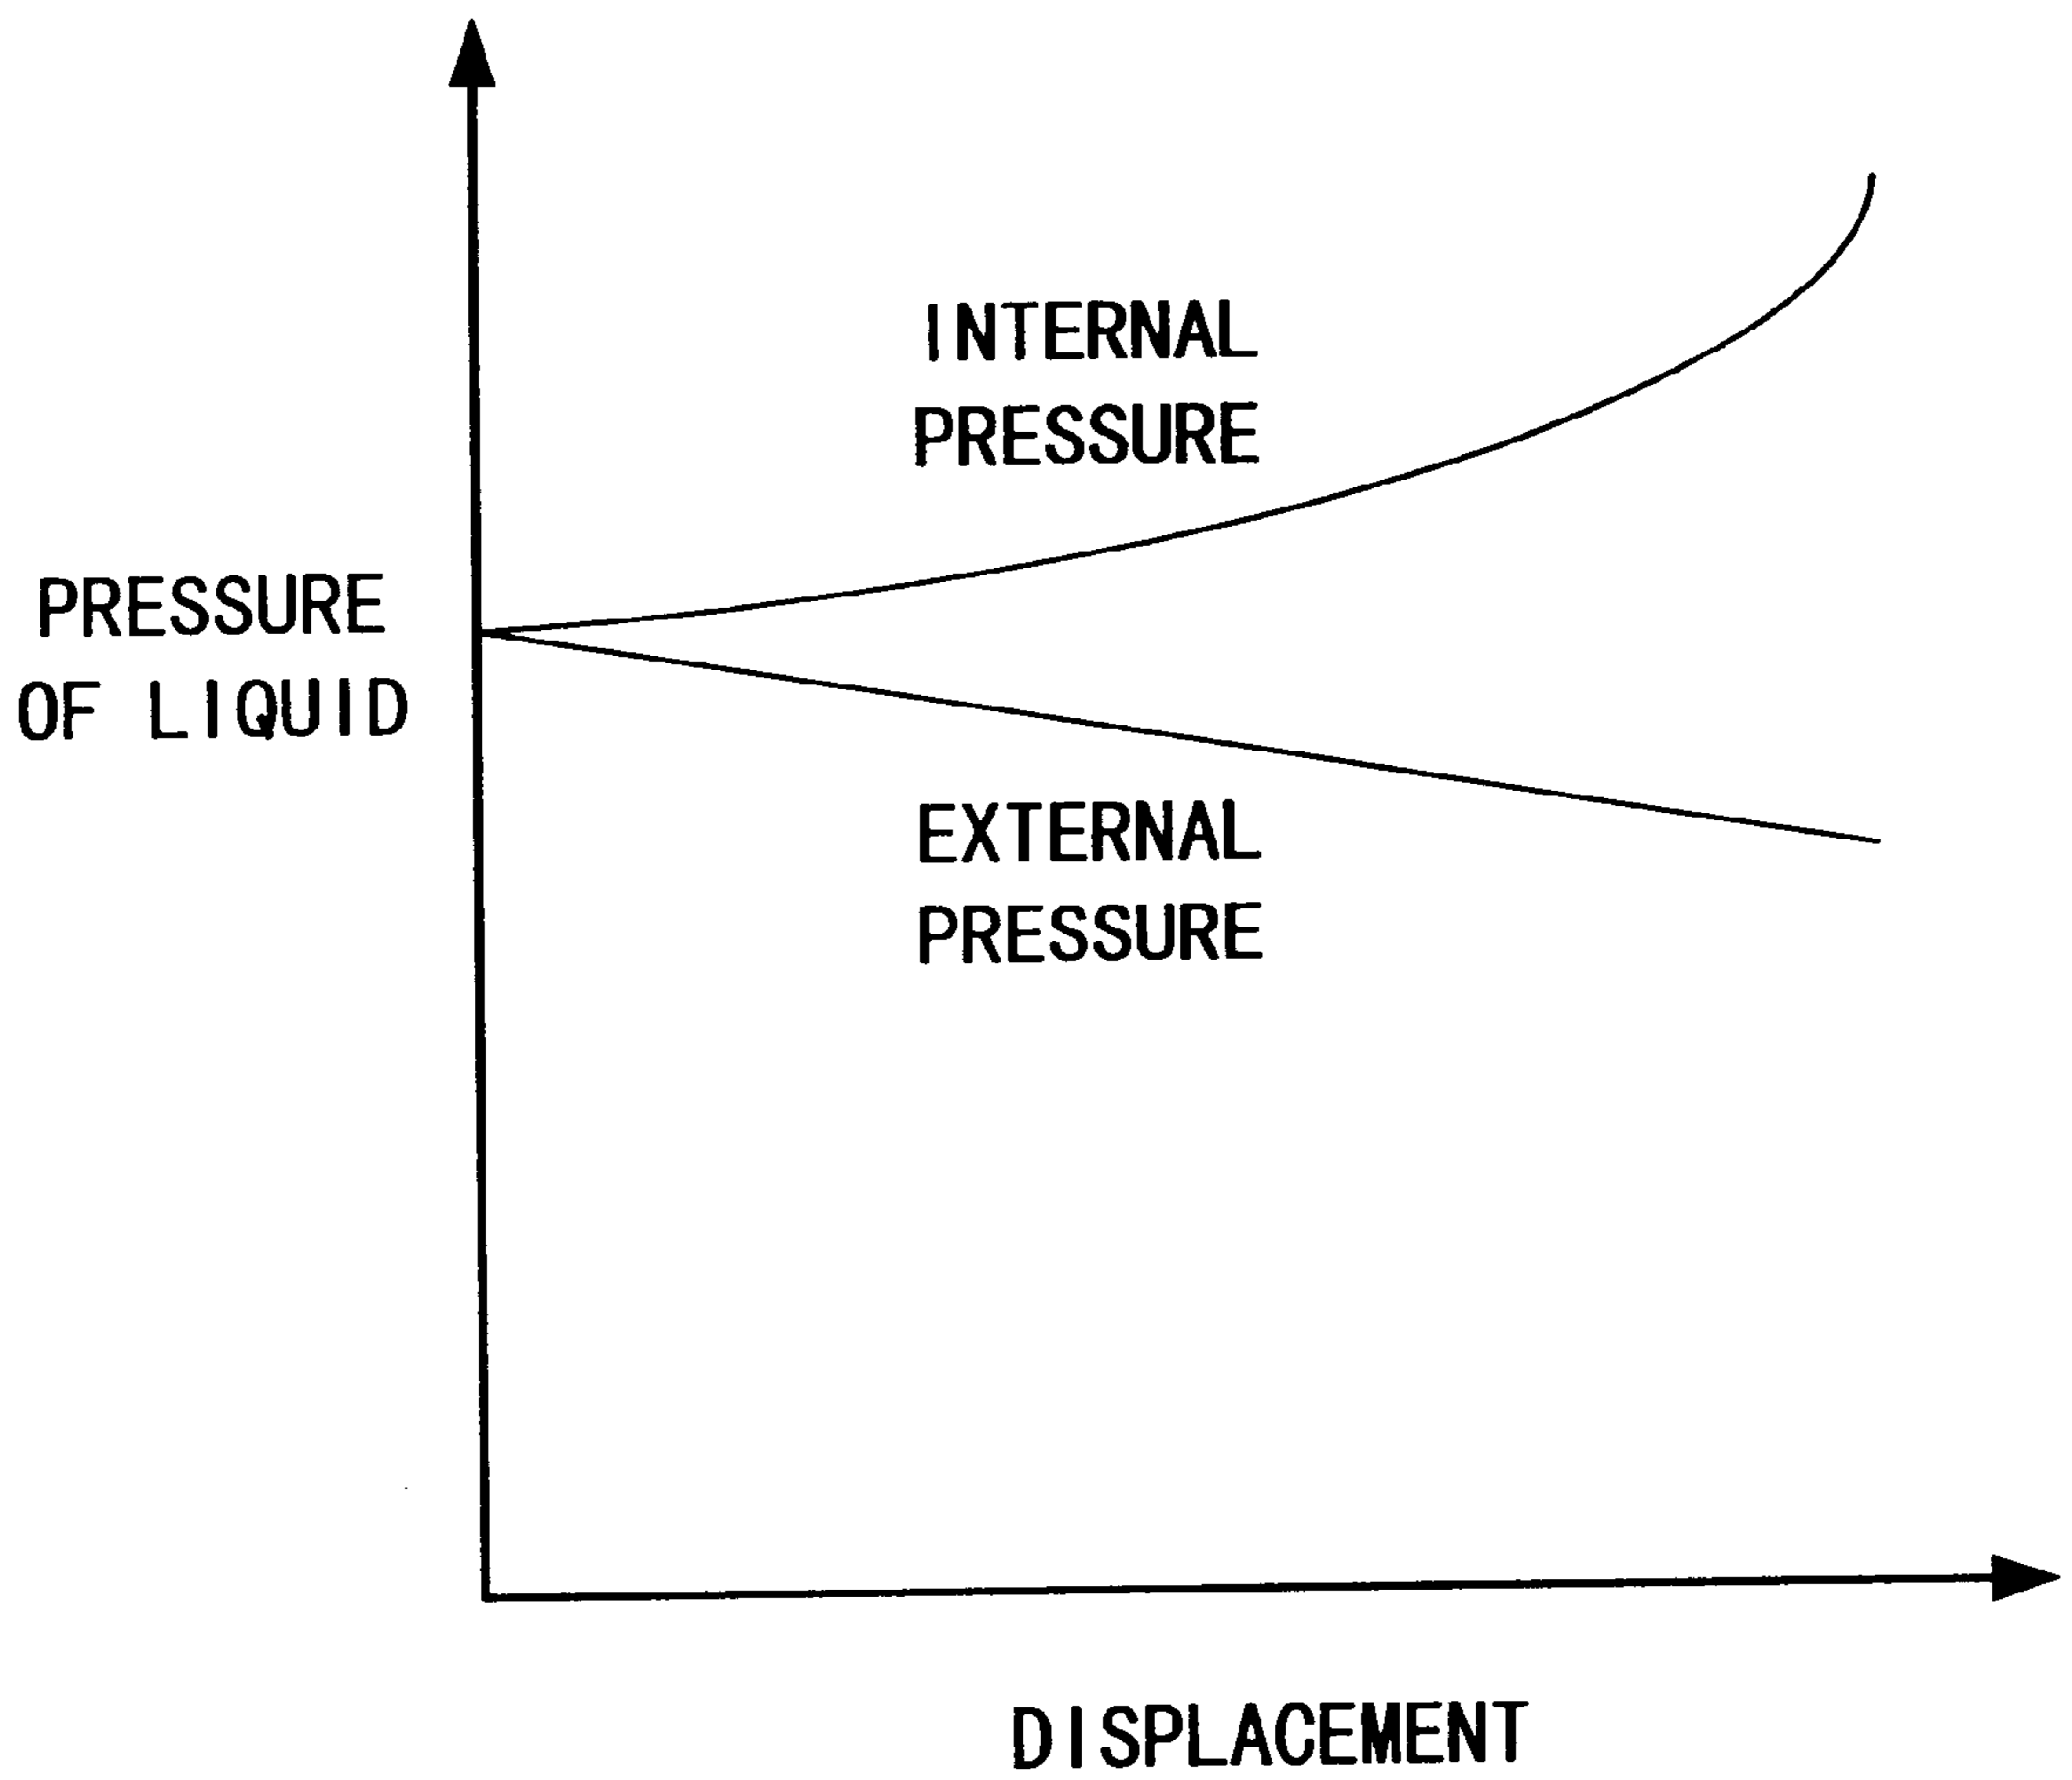 INTERNAL
PRESSURE
PRESSURE
OF LIQUID
EXTERNAL
PRESSURE
DISPLACEMENT